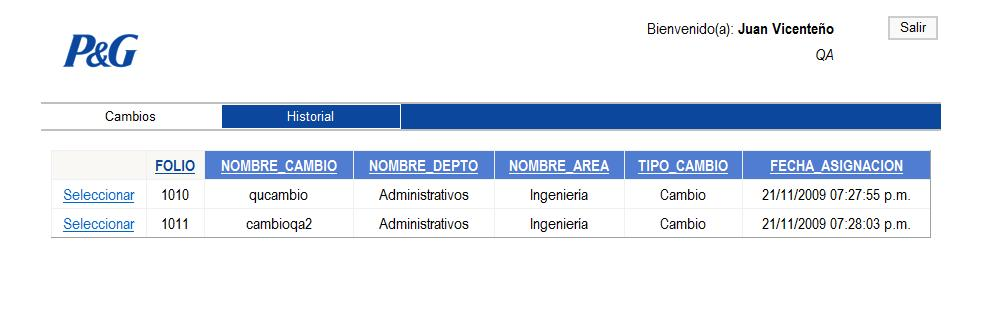 P&G
Bienvenido(a): Juan Vicenteño
Salir
QA
Cambios Historial
FOLIO NOMBRE_CAMBIO NOMBRE_DEPTO NOMBRE_AREA TIPO_CAMBIO FECHA_ASIGNACION
Seleccionar 1010 qucambio Administrativos Ingeniería Cambio 21/11/2009 07:27:55 p.m.
Seleccionar 1011 cambioqa2 Administrativos Ingeniería Cambio 21/11/2009 07:28:03 p.m.